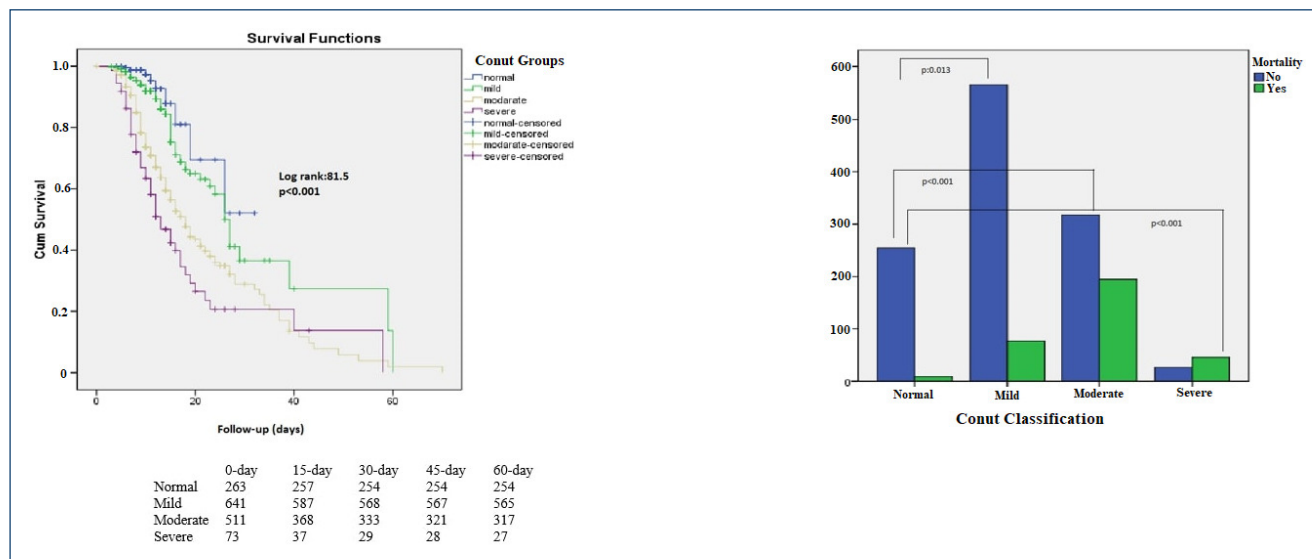 Survival Functions
Conut Groups
normal
mild
modarate
severe
normal-censored
mild-censored
modarate-censored
severe-censored
1.0
0.8
0.6
0.4
0.2
0
Cum Survival
Log rank:81.5
p<0.001
0 20 40 60
Follow-up (days)
0-day 15-day 30-day 45-day 60-day
Normal 263 257 254 254 254
Mild 641 587 568 567 565
Moderate 511 368 333 321 317
Severe 73 37 29 28 27
Mortality
No
Yes
600
500
400
300
200
100
0
p:0.013
p<0.001
p<0.001
Normal Mild Moderate Severe
Conut Classification